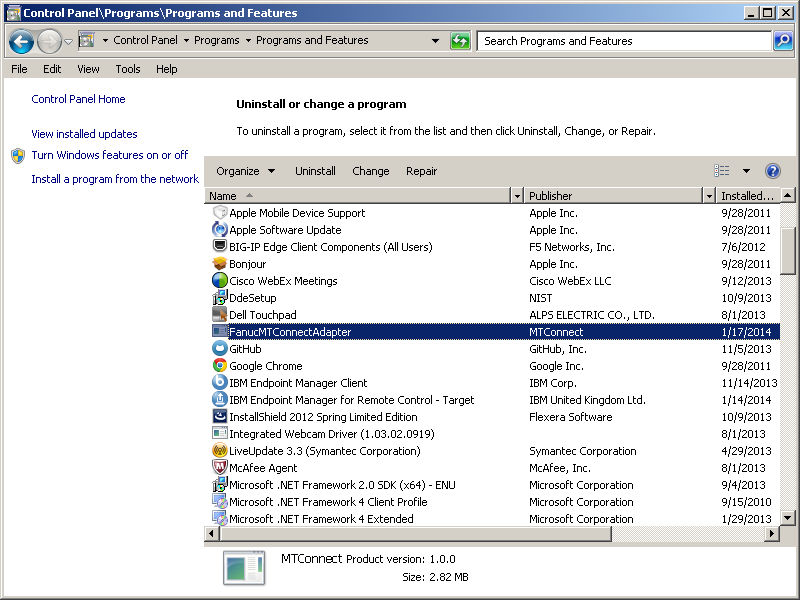 Control Panel\Programs\Programs and Features
Control Panel Programs Programs and Features Search Programs and Features
File Edit View Tools Help
Control Panel Home
View installed updates
Turn Windows features on or off
Install a program from the network
Uninstall or change a program
To uninstall a program, select it from the list and then click Uninstall, Change, or Repair.
Organize Uninstall Change Repair
Name Publisher Installed...
Apple Mobile Device Support Apple Inc. 9/28/2011
Apple Software Update Apple Inc. 9/28/2011
BIG-IP Edge Client Components (All Users) F5 Networks, Inc. 7/6/2012
Bonjour Apple Inc. 9/28/2011
Cisco WebEx Meetings Cisco WebEx LLC 9/12/2013
DdeSetup NIST 10/9/2013
Dell Touchpad ALPS ELECTRIC CO., LTD. 8/1/2013
FanucMTConnectAdapter MTConnect 1/17/2014
GitHub GitHub, Inc. 11/5/2013
Google Chrome Google Inc. 9/28/2011
IBM Endpoint Manager Client IBM Corp. 11/14/2013
IBM Endpoint Manager for Remote Control - Target IBM United Kingdom Ltd. 1/14/2014
InstallShield 2012 Spring Limited Edition Flexera Software 10/9/2013
Integrated Webcam Driver (1.03.02.0919) 8/1/2013
LiveUpdate 3.3 (Symantec Corporation) Symantec Corporation 4/29/2013
McAfee Agent McAfee, Inc. 8/1/2013
Microsoft .NET Framework 2.0 SDK (x64) - ENU Microsoft Corporation 9/4/2013
Microsoft .NET Framework 4 Client Profile Microsoft Corporation 9/15/2010
Microsoft .NET Framework 4 Extended Microsoft Corporation 1/29/2013
MTConnect Product version: 1.0.0
Size: 2.82 MB